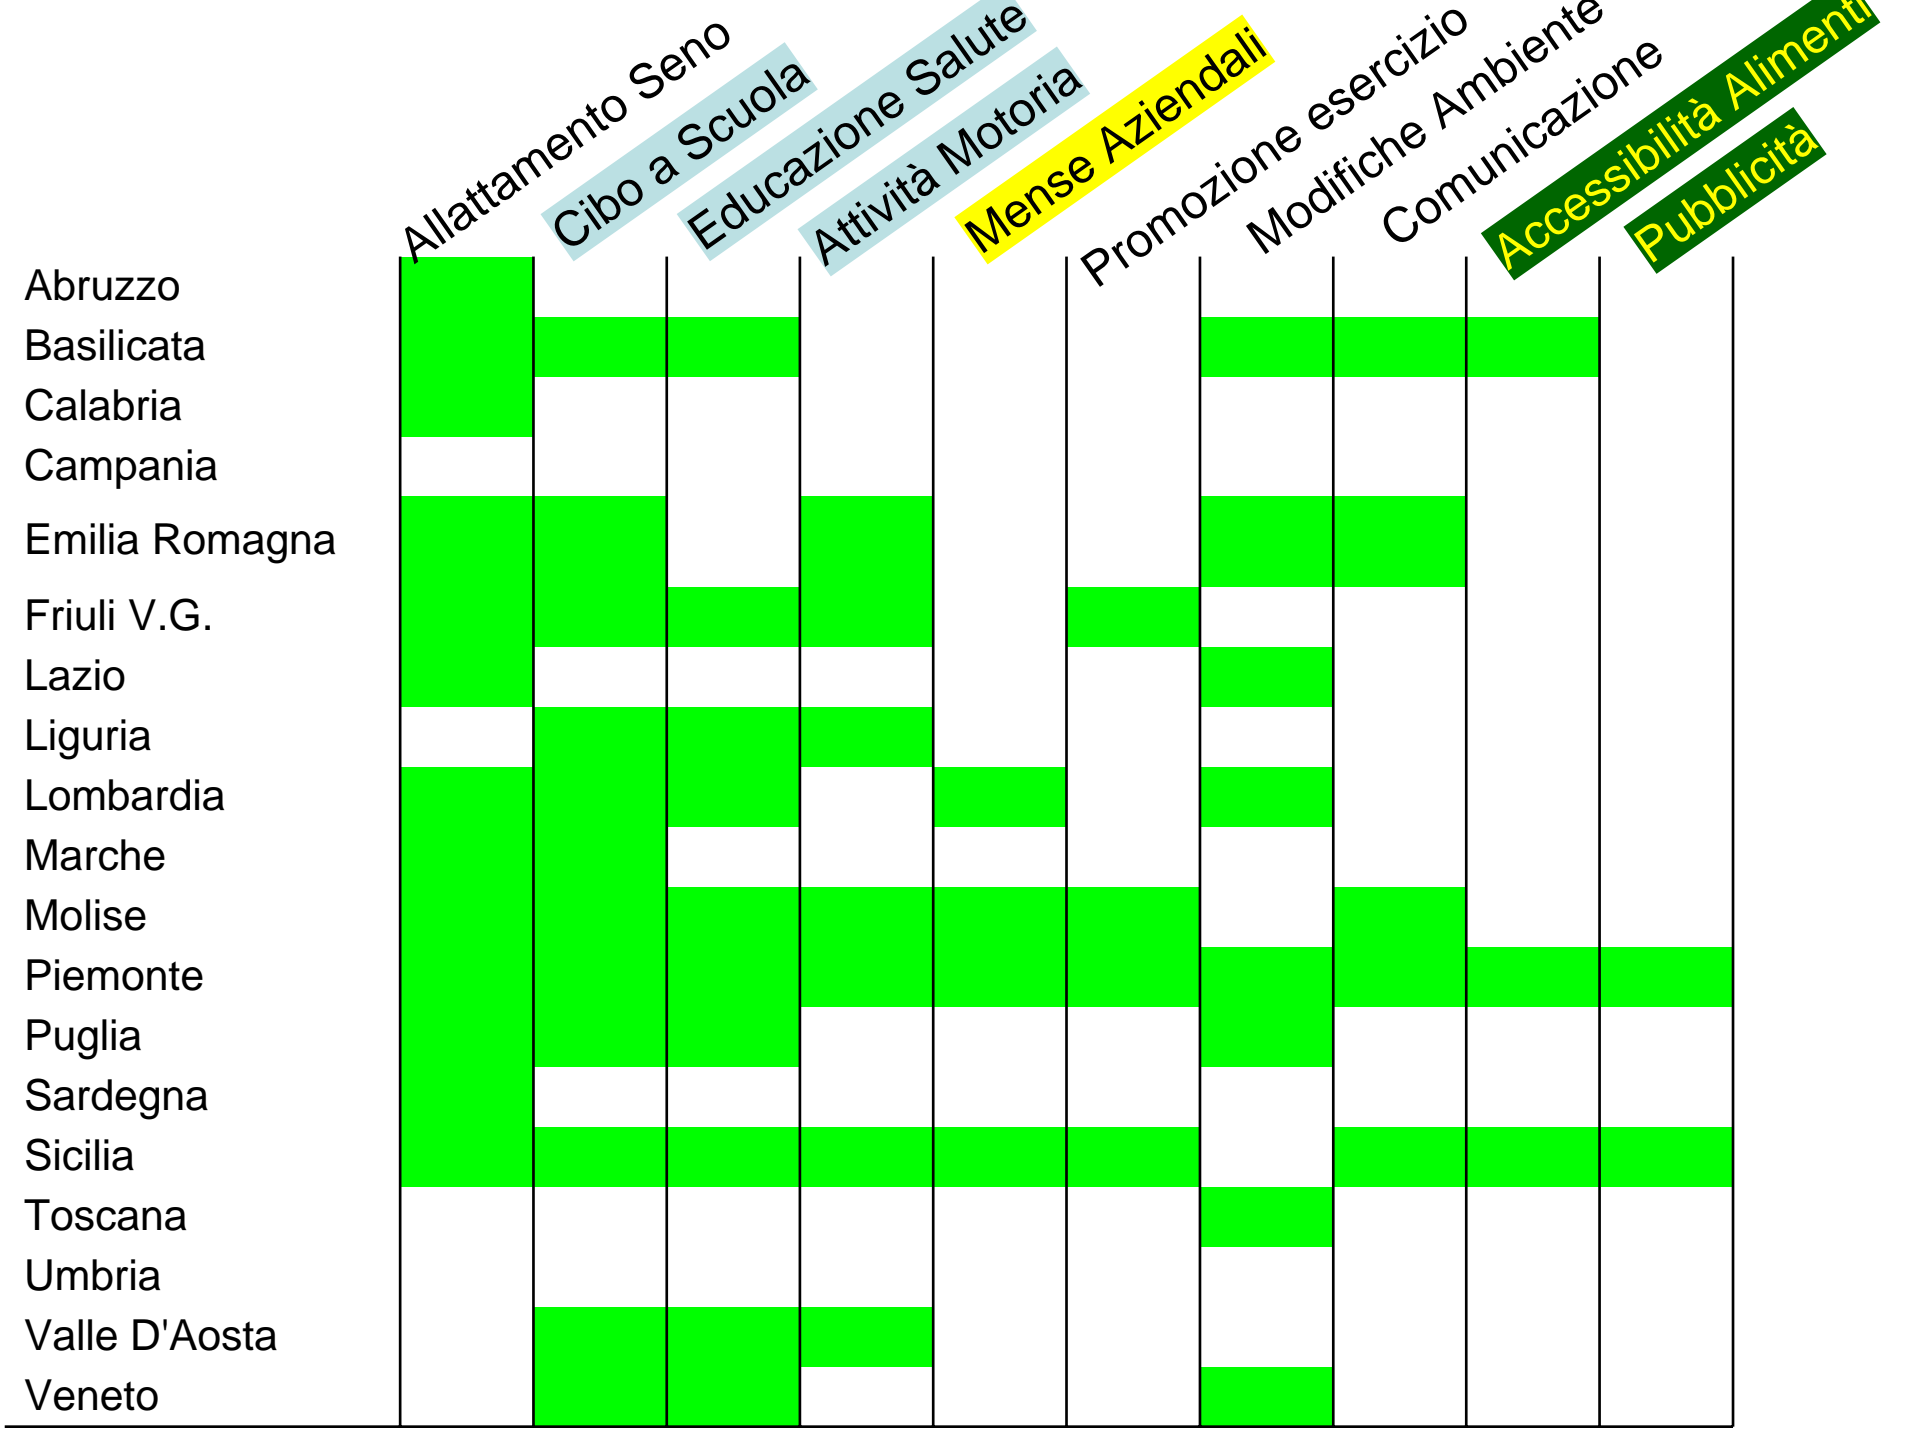 Allattamento Seno
Cibo a Scuola
Educazione Salute
Attività Motoria
Mense Aziendali
Promozione esercizio
Modifiche Ambiente
Comunicazione
Accessibilità Alimenti
Pubblicità
Abruzzo
Basilicata
Calabria
Campania
Emilia Romagna
Friuli V.G.
Lazio
Liguria
Lombardia
Marche
Molise
Piemonte
Puglia
Sardegna
Sicilia
Toscana
Umbria
Valle D'Aosta
Veneto